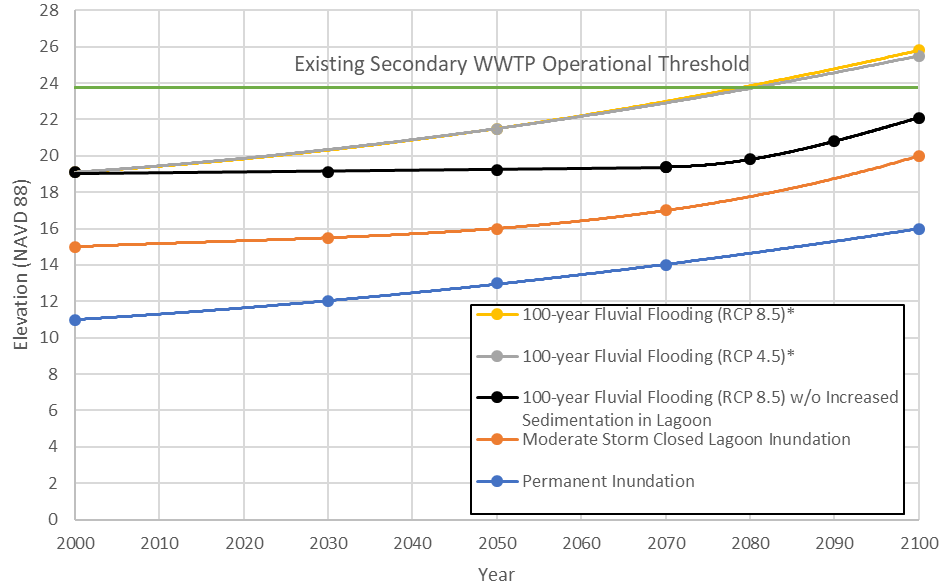 28
26
24
22
20
18
16
14
12
10
8
6
4
2
0
Elevation (NAVD 88)
Existing Secondary WWTP Operational Threshold
100-year Fluvial Flooding (RCP 8.5)*
100-year Fluvial Flooding (RCP 4.5)*
100-year Fluvial Flooding (RCP 8.5) w/o Increased
Sedimentation in Lagoon
Moderate Storm Closed Lagoon Inundation
Permanent Inundation
2000 2010 2020 2030 2040 2050 2060 2070 2080 2090 2100
Year